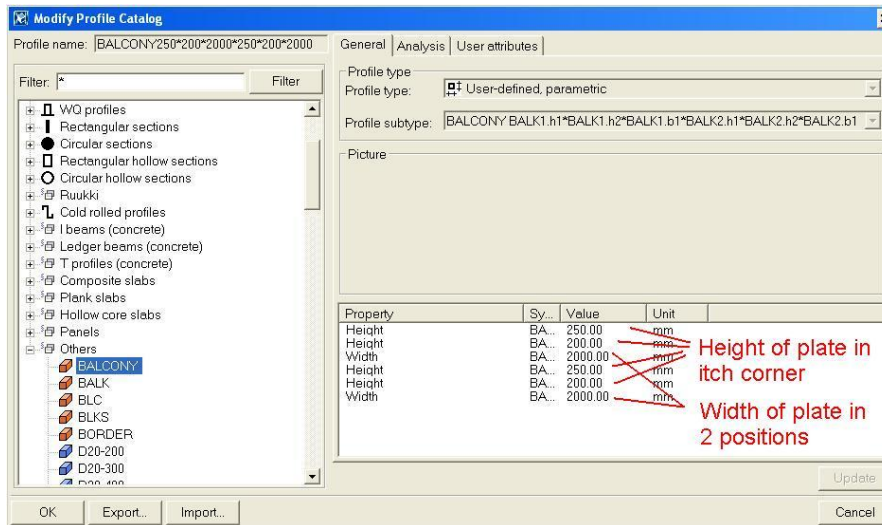 Modify Profile Catalog
Profile name: BALCONY250*200*2000*250*200*2000
Filter: * Filter
WQ profiles
Rectangular sections
Circular sections
Rectangular hollow sections
Circular hollow sections
Ruukki
Cold rolled profiles
I beams (concrete)
Ledger beams (concrete)
T profiles (concrete)
Composite slabs
Plank slabs
Hollow core slabs
Panels
Others
BALCONY
BALK
BLC
BLKS
BORDER
D20-200
D20-300
D20-400
General Analysis User attributes
Profile type
Profile type: User-defined, parametric
Profile subtype: BALCONY BALK1.h1*BALK1.h2*BALK1.b1*BALK2.h1*BALK2.h2*BALK2.b1
Picture
Property Sy... Value Unit
Height BA... 250.00 mm
Height BA... 200.00 mm
Width BA... 2000.00 mm
Height BA... 250.00 mm
Height BA... 200.00 mm
Width BA... 2000.00 mm
Height of plate in
itch corner
Width of plate in
2 positions
Update
OK Export... Import... Cancel